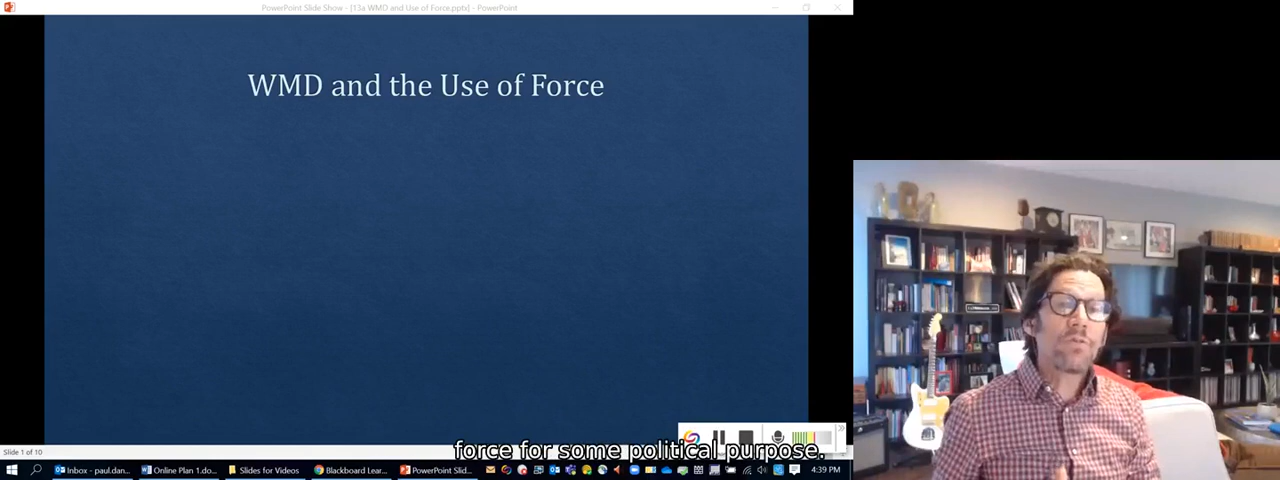 PowerPoint Slide Show - [13a WMD and Use of Force.pptx] - PowerPoint
WMD and the Use of Force
force for some political purpose.
Slide 1 of 10
Inbox - paul.dan...
Online Plan 1.do...
Slides for Videos
Blackboard Lear...
PowerPoint Slid...
4:39 PM